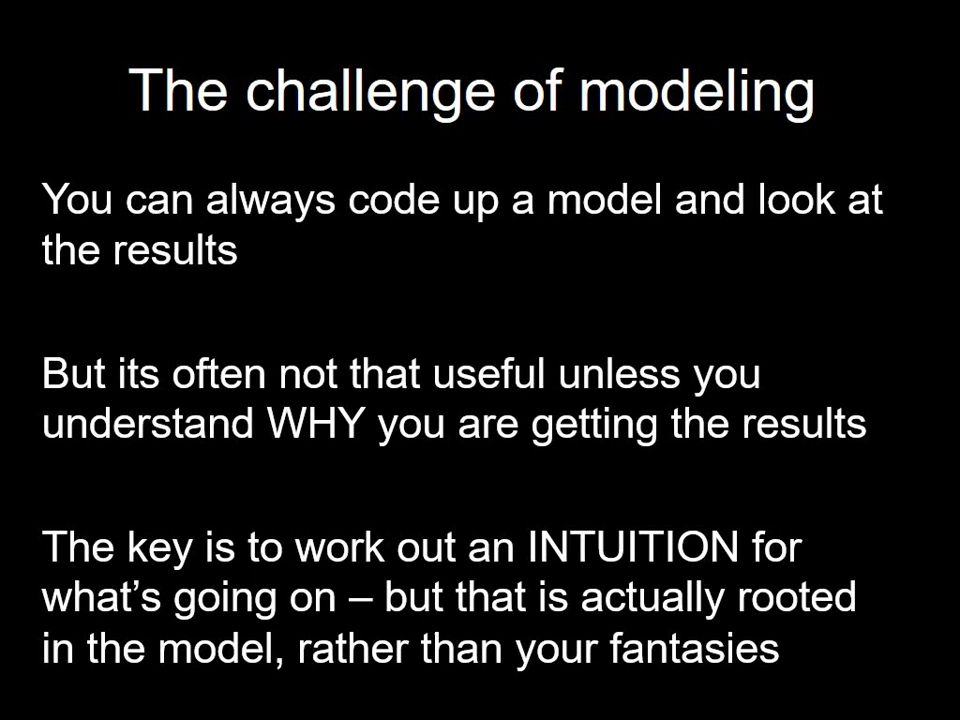 The challenge of modeling
You can always code up a model and look at
the results
But its often not that useful unless you
understand WHY you are getting the results
The key is to work out an INTUITION for
what’s going on – but that is actually rooted
in the model, rather than your fantasies